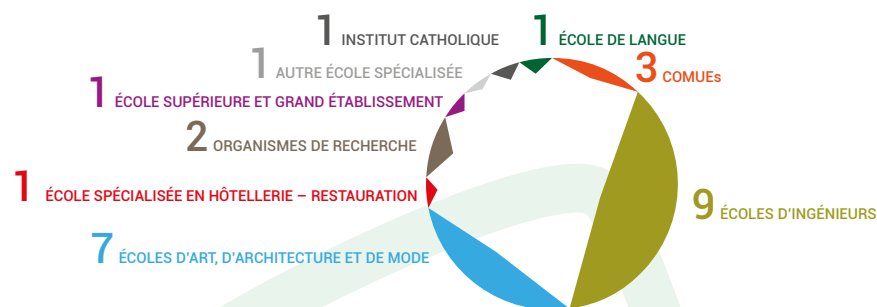 1 INSTITUT CATHOLIQUE
1 ÉCOLE DE LANGUE
1 AUTRE ÉCOLE SPÉCIALISÉE
3 COMUEs
1 ÉCOLE SUPÉRIEURE ET GRAND ÉTABLISSEMENT
2 ORGANISMES DE RECHERCHE
1 ÉCOLE SPÉCIALISÉE EN HÔTELLERIE – RESTAURATION
9 ÉCOLES D'INGÉNIEURS
7 ÉCOLES D'ART, D'ARCHITECTURE ET DE MODE